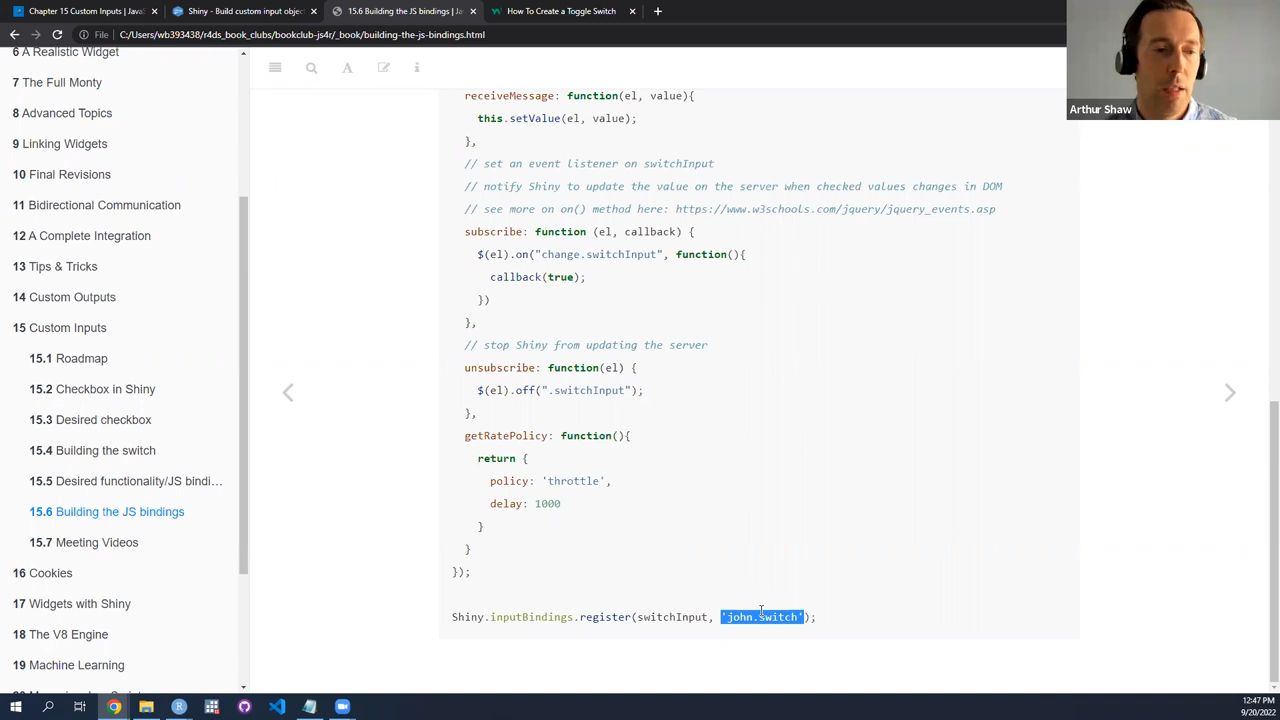 Chapter 15 Custom Inputs | JavaS
Shiny - Build custom input objec
15.6 Building the JS bindings | Ja
How To Create a Toggle Switch
File
C:/Users/wb393438/r4ds_book_clubs/bookclub-js4r/_book/building-the-js-bindings.html
Arthur Shaw
6 A Realistic Widget
7 The Full Monty
8 Advanced Topics
9 Linking Widgets
10 Final Revisions
11 Bidirectional Communication
12 A Complete Integration
13 Tips & Tricks
14 Custom Outputs
15 Custom Inputs
15.1 Roadmap
15.2 Checkbox in Shiny
15.3 Desired checkbox
15.4 Building the switch
15.5 Desired functionality/JS bindi…
15.6 Building the JS bindings
15.7 Meeting Videos
16 Cookies
17 Widgets with Shiny
18 The V8 Engine
19 Machine Learning
receiveMessage: function(el, value){
this.setValue(el, value);
},
// set an event listener on switchInput
// notify Shiny to update the value on the server when checked values changes in DOM
// see more on on() method here: https://www.w3schools.com/jquery/jquery_events.asp
subscribe: function (el, callback) {
$(el).on("change.switchInput", function(){
callback(true);
})
},
// stop Shiny from updating the server
unsubscribe: function(el) {
$(el).off(".switchInput");
},
getRatePolicy: function(){
return {
policy: 'throttle',
delay: 1000
}
}
});
Shiny.inputBindings.register(switchInput, 'john.switch');
12:47 PM
9/20/2022